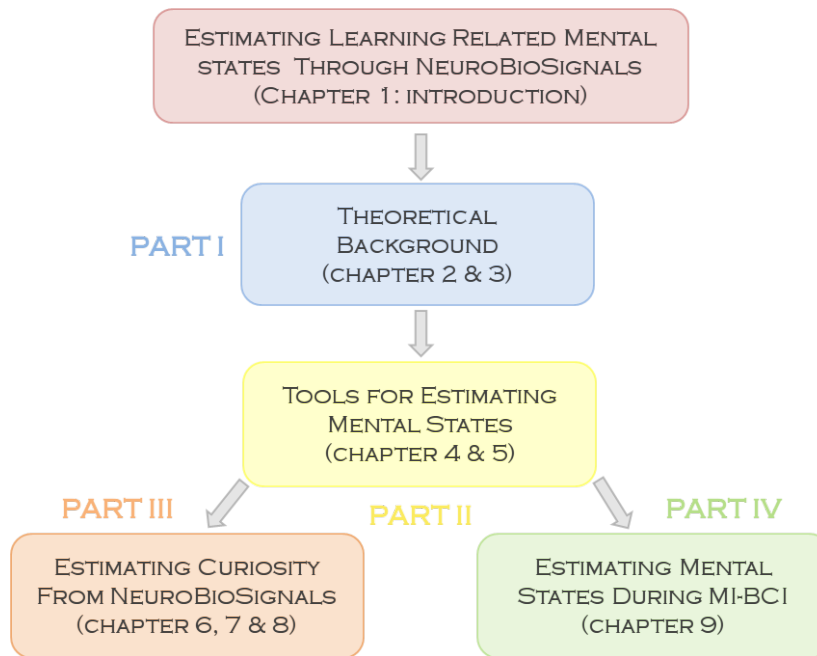 Estimating Learning Related Mental
states Through NeuroBioSignals
(Chapter 1: introduction)
PART I
Theoretical
Background
(chapter 2 & 3)
Tools for Estimating
Mental States
(chapter 4 & 5)
PART III
PART II
PART IV
Estimating Curiosity
From NeuroBioSignals
(chapter 6, 7 & 8)
Estimating Mental
States During MI-BCI
(chapter 9)